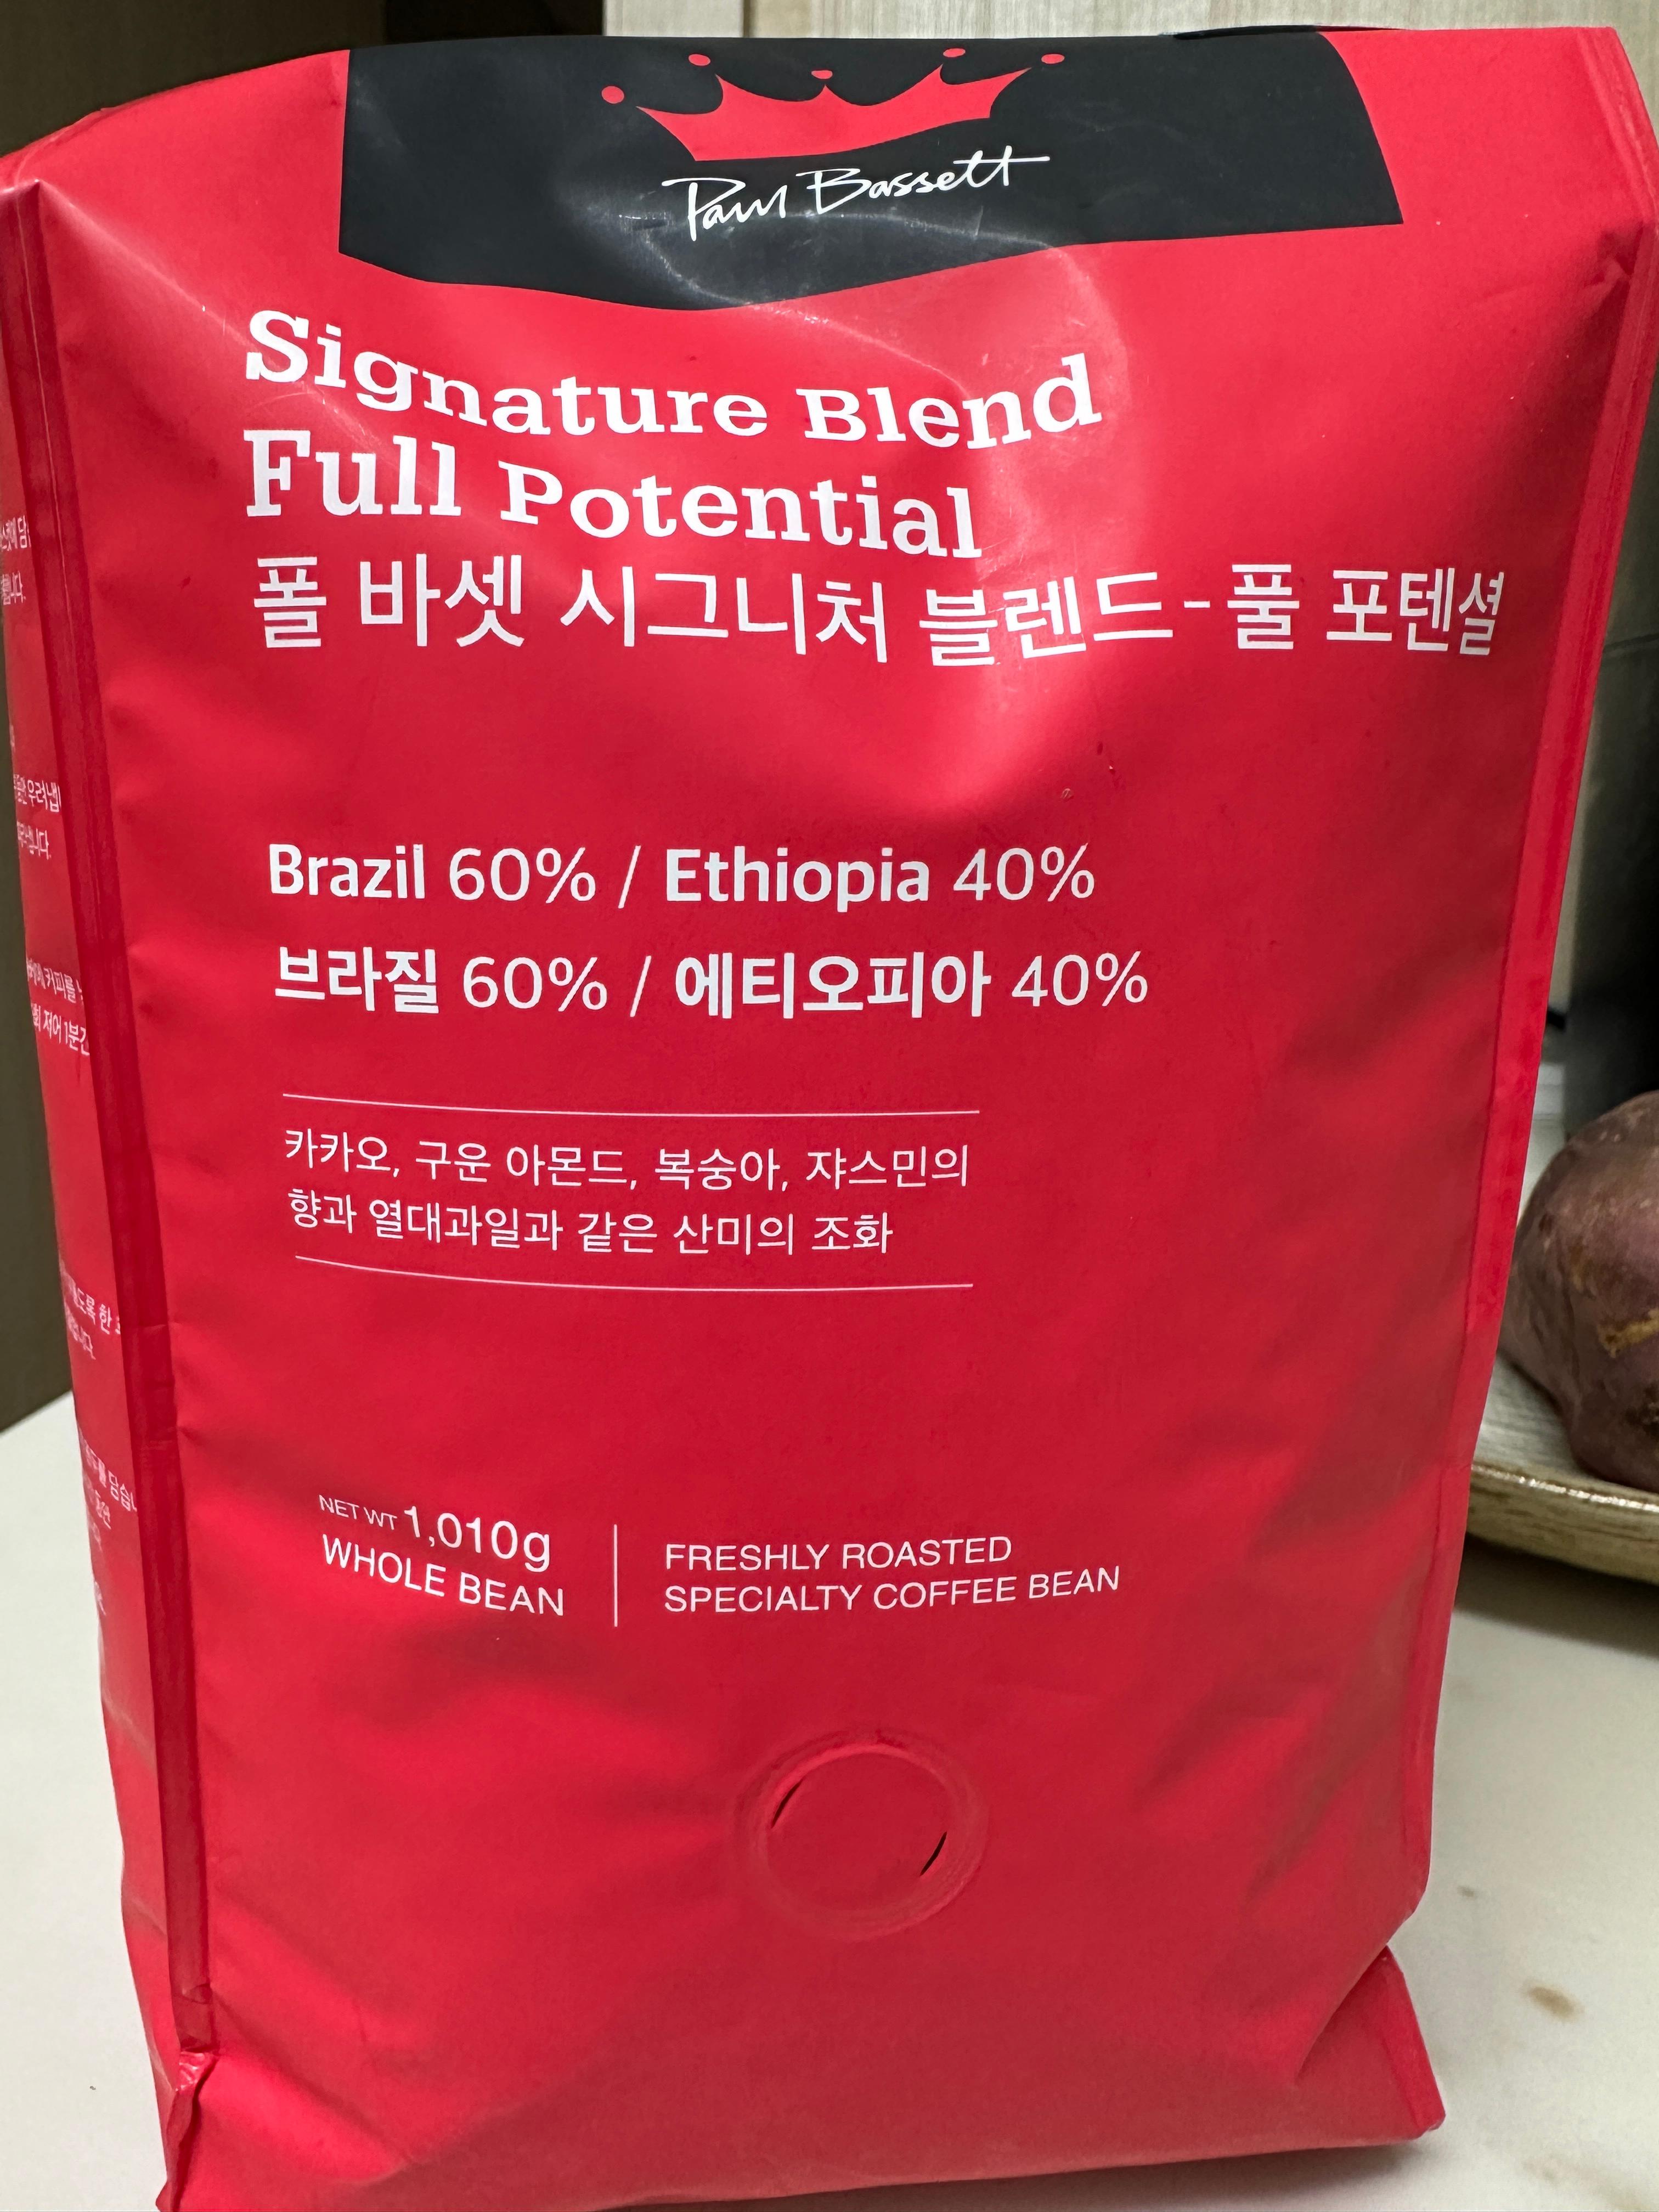 Paul Bassett
Signature Blend
Full Potential
폴 바셋 시그니처 블렌드-풀 포텐셜
Brazil 60% / Ethiopia 40%
브라질 60% / 에티오피아 40%
카카오, 구운 아몬드, 복숭아, 쟈스민의
향과 열대과일과 같은 산미의 조화
NET WT 1,010g
WHOLE BEAN
FRESHLY ROASTED
SPECIALTY COFFEE BEAN